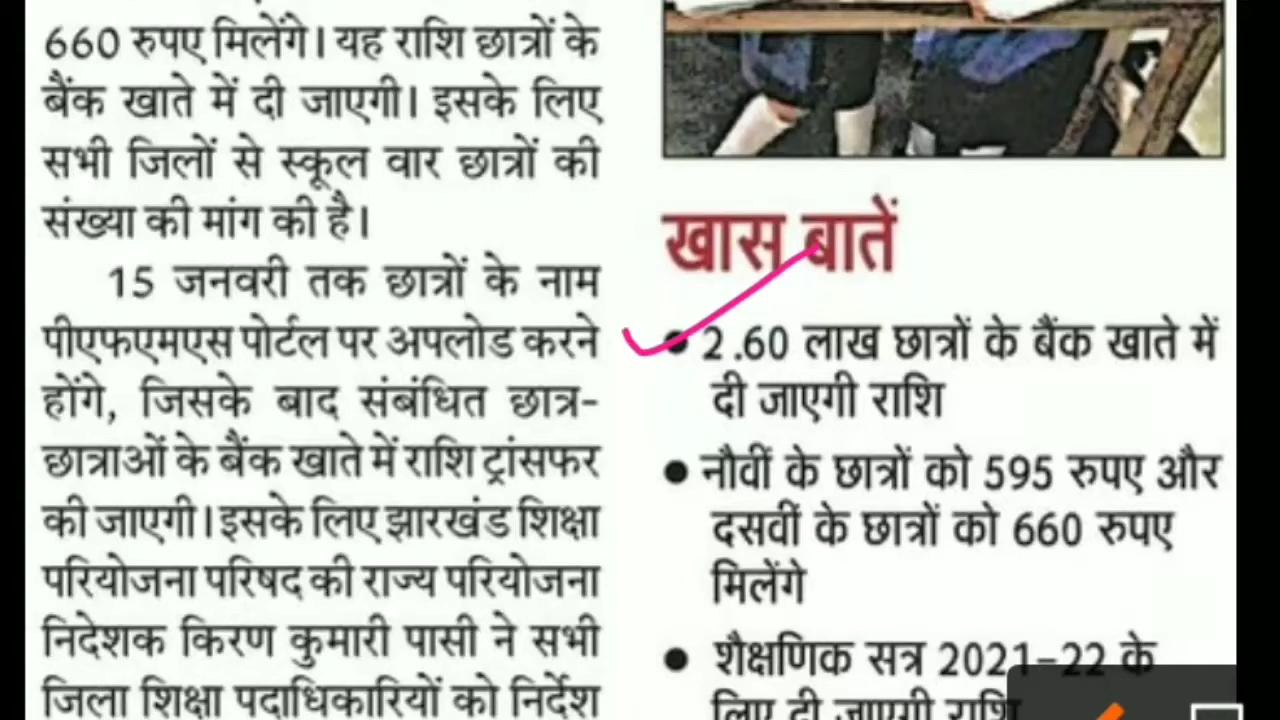 660 रुपए मिलेंगे। यह राशि छात्रों के
बैंक खाते में दी जाएगी। इसके लिए
सभी जिलों से स्कूल वार छात्रों की
संख्या की मांग की है।
15 जनवरी तक छात्रों के नाम
पीएफएमएस पोर्टल पर अपलोड करने
होंगे, जिसके बाद संबंधित छात्र-
छात्राओं के बैंक खाते में राशि ट्रांसफर
की जाएगी। इसके लिए झारखंड शिक्षा
परियोजना परिषद की राज्य परियोजना
निदेशक किरण कुमारी पासी ने सभी
जिला शिक्षा पदाधिकारियों को निर्देश
खास बातें
● 2.60 लाख छात्रों के बैंक खाते में
दी जाएगी राशि
● नौवीं के छात्रों को 595 रुपए और
दसवीं के छात्रों को 660 रुपए
मिलेंगे
● शैक्षणिक सत्र 2021-22 के
लिए दी जाएगी राशि